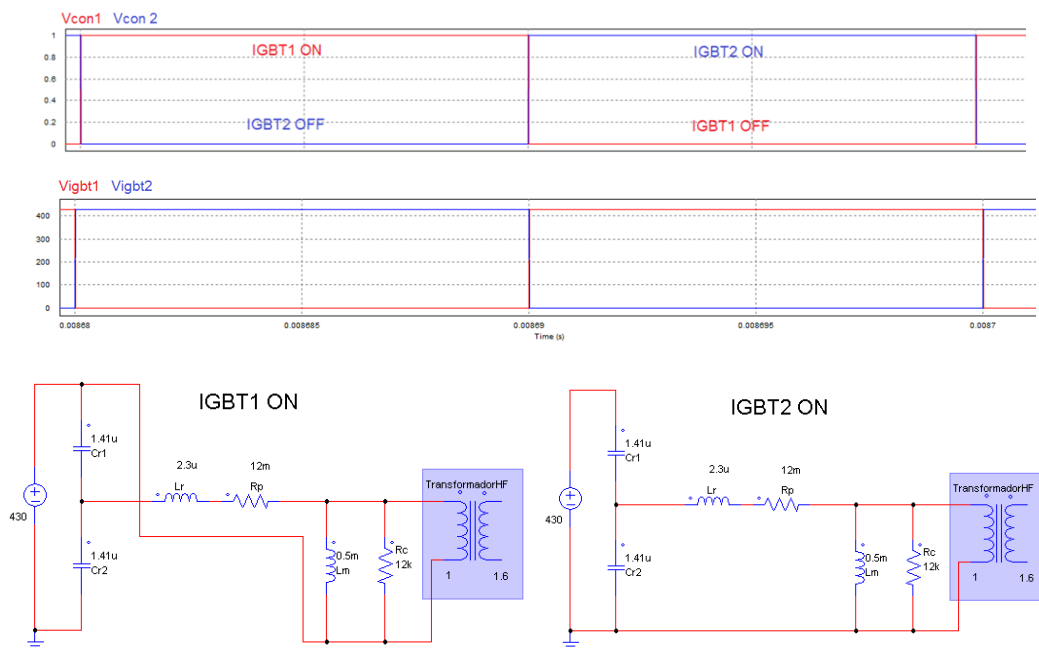 Vcon1 Vcon 2
1
0.8
0.6
0.4
0.2
0
IGBT1 ON
IGBT2 ON
IGBT2 OFF
IGBT1 OFF
Vigbt1 Vigbt2
400
300
200
100
0
0.00868 0.008685 0.00869 0.008695 0.0087
Time (s)
IGBT1 ON
1.41u
Cr1
2.3u
Lr
12m
Rp
430
1.41u
Cr2
0.5m
Lm
Rc
12k
TransformadorHF
1 1.6
IGBT2 ON
1.41u
Cr1
2.3u
Lr
12m
Rp
430
1.41u
Cr2
0.5m
Lm
Rc
12k
TransformadorHF
1 1.6